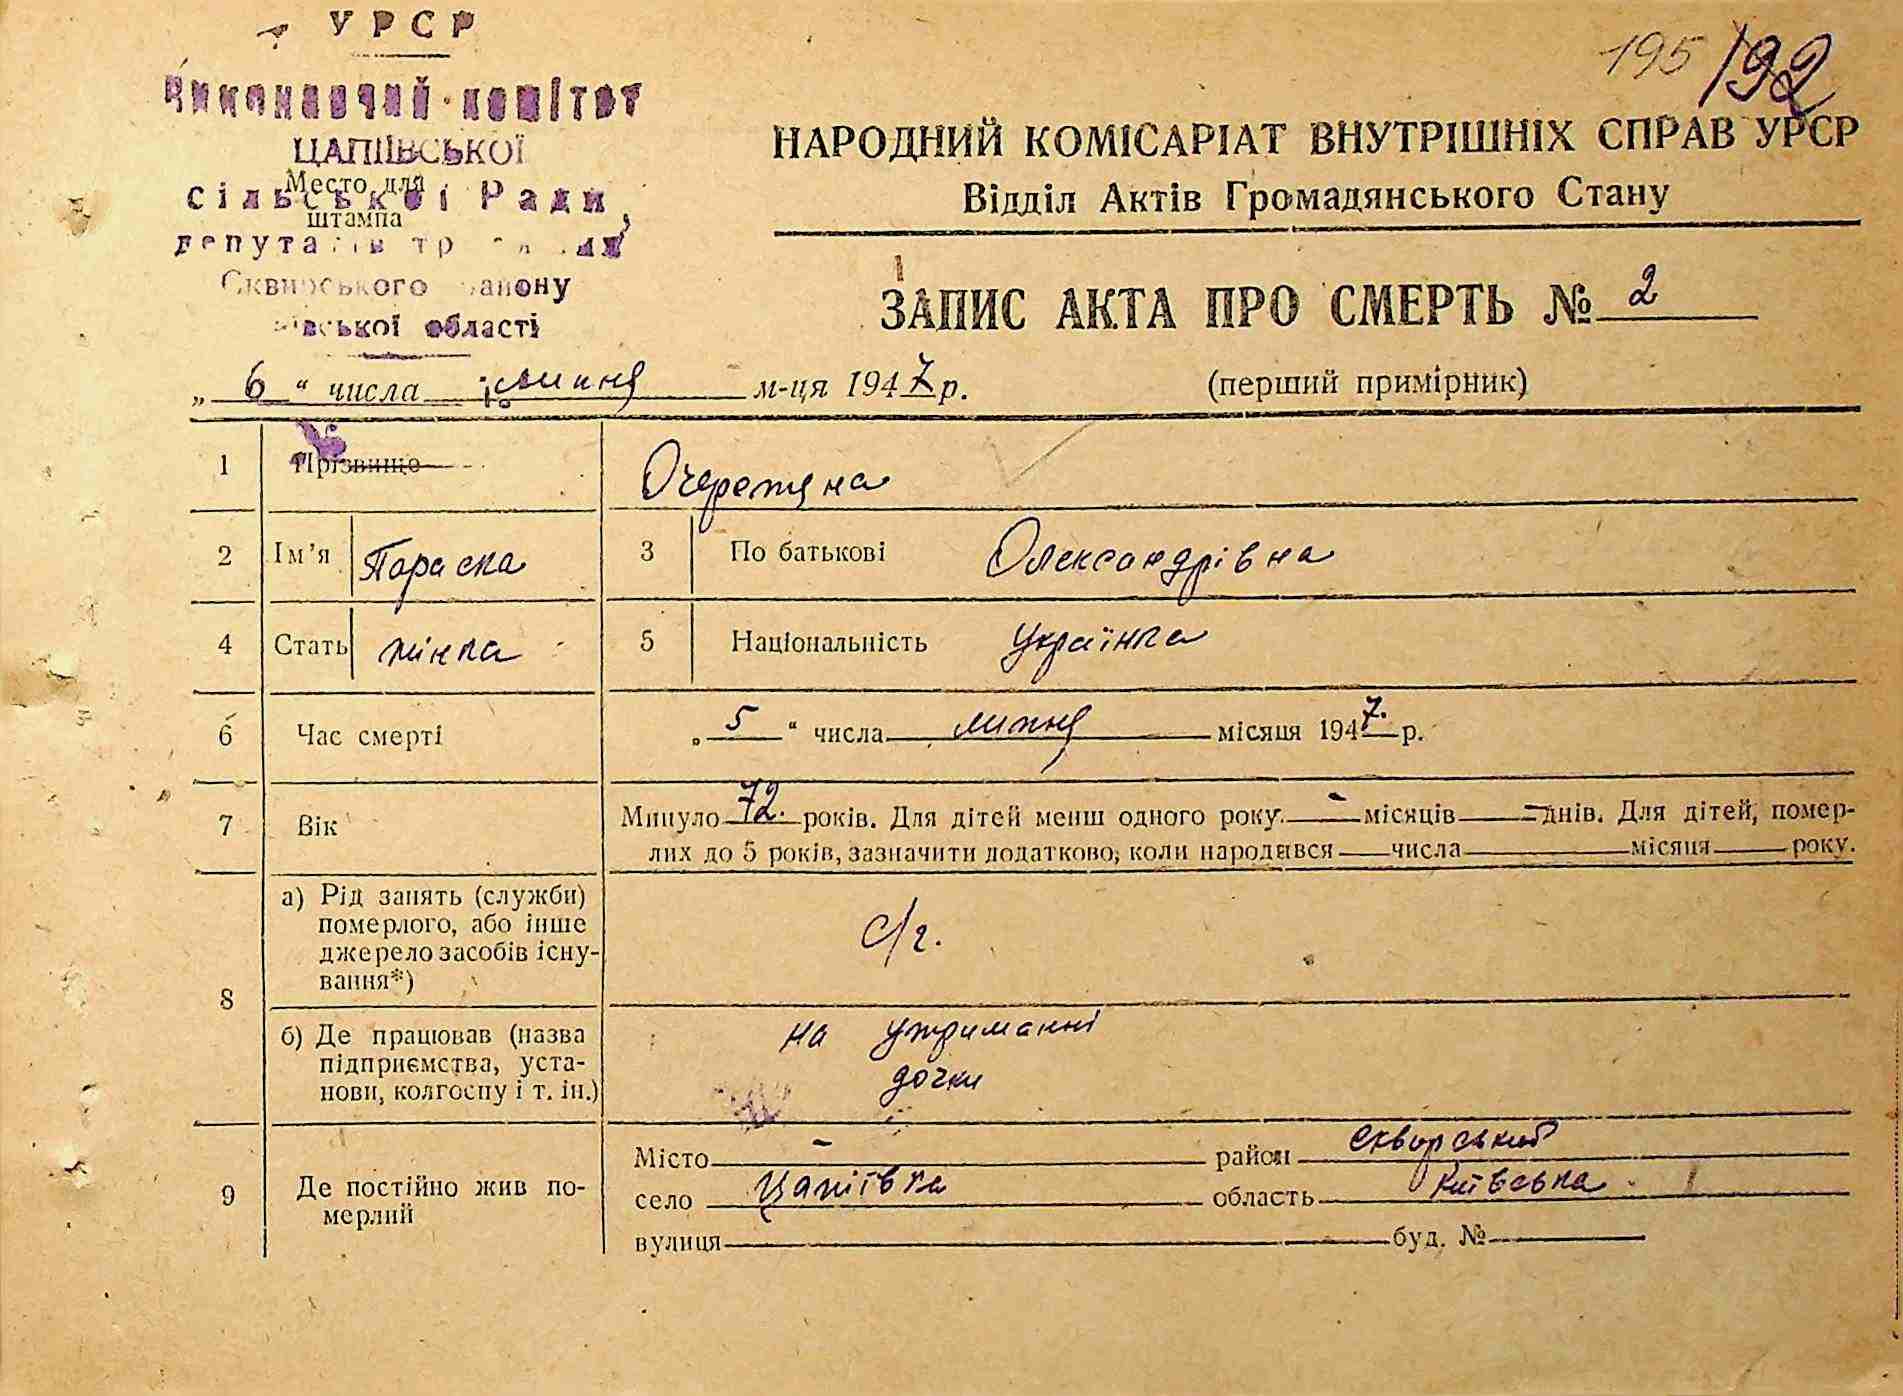 УРСР
Виконавчий комітет
ЦАПІЇВСЬКОЇ
Место для
сільської Ради
штампа
депутатів
Сквирського району
області
195 192
НАРОДНИЙ КОМІСАРІАТ ВНУТРІШНІХ СПРАВ УРСР
Відділ Актів Громадянського Стану
ЗАПИС АКТА ПРО СМЕРТЬ № 2
„ 6 “ числа липня м-ця 1947 р.
(перший примірник)
1 Прізвище Очеретяна
2 Ім’я Параска 3 По батькові Олександрівна
4 Стать жінка 5 Національність Українка
6 Час смерті „ 5 “ числа липня місяця 1947 р.
7 Вік Минуло 72 років. Для дітей менш одного року — місяців — днів. Для дітей, помер-
лих до 5 років, зазначити додатково, коли народився числа місяця року.
8 а) Рід занять (служби)
померлого, або інше
джерело засобів існу-
вання*)
с/г.
б) Де працював (назва
підприємства, уста-
нови, колгоспу і т. ін.)
на утриманні
дочки
9 Де постійно жив по-
мерлий
Місто — район Сквирський
село Цапіївка область Київська
вулиця буд. №